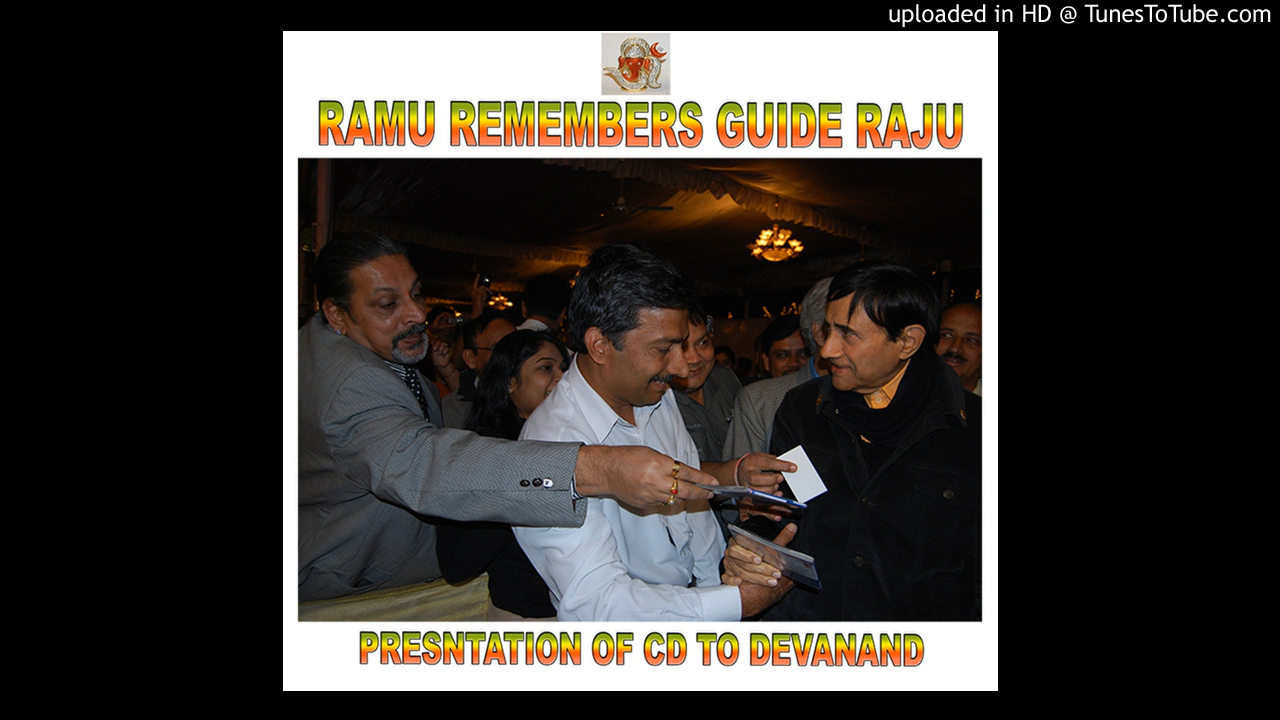 uploaded in HD @ TunesToTube.com
RAMU REMEMBERS GUIDE RAJU
PRESNTATION OF CD TO DEVANAND